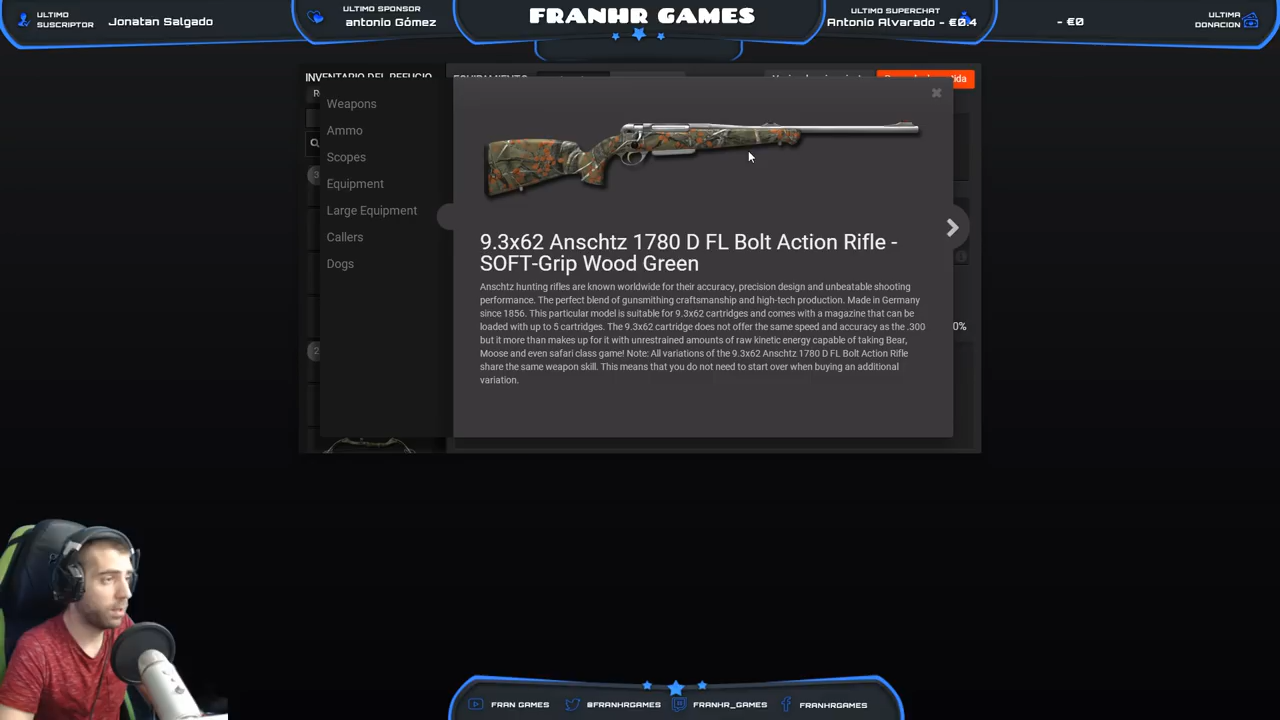 ULTIMO
SUSCRIPTOR
Jonatan Salgado
ULTIMO SPONSOR
antonio Gómez
FRANHR GAMES
ULTIMO SUPERCHAT
Antonio Alvarado - €0.4
- €0
ULTIMA
DONACION
INVENTARIO DEL REFUGIO
EQUIPAMIENTO
Weapons
Ammo
Scopes
Equipment
Large Equipment
Callers
Dogs
9.3x62 Anschtz 1780 D FL Bolt Action Rifle -
SOFT-Grip Wood Green
Anschtz hunting rifles are known worldwide for their accuracy, precision design and unbeatable shooting
performance. The perfect blend of gunsmithing craftsmanship and high-tech production. Made in Germany
since 1856. This particular model is suitable for 9.3x62 cartridges and comes with a magazine that can be
loaded with up to 5 cartridges. The 9.3x62 cartridge does not offer the same speed and accuracy as the .300
but it more than makes up for it with unrestrained amounts of raw kinetic energy capable of taking Bear,
Moose and even safari class game! Note: All variations of the 9.3x62 Anschtz 1780 D FL Bolt Action Rifle
share the same weapon skill. This means that you do not need to start over when buying an additional
variation.
0%
FRAN GAMES
@FRANHRGAMES
FRANHR_GAMES
FRANHRGAMES